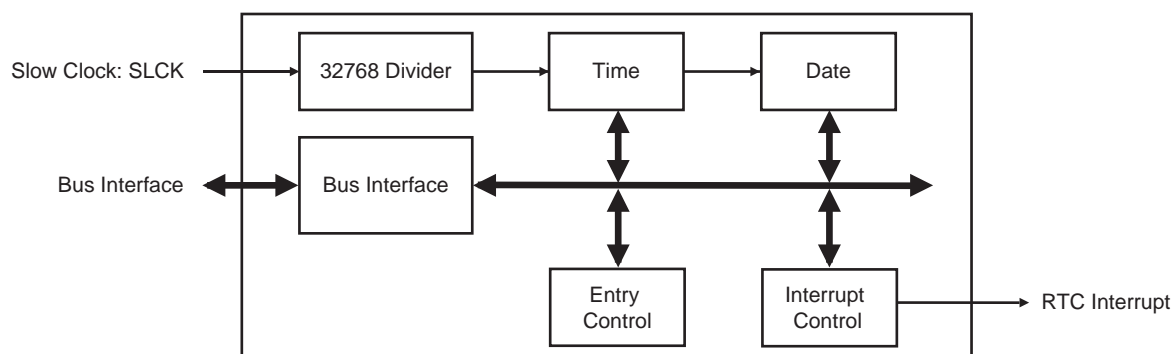 Slow Clock: SLCK
32768 Divider
Time
Date
Bus Interface
Bus Interface
Entry
Control
Interrupt
Control
RTC Interrupt